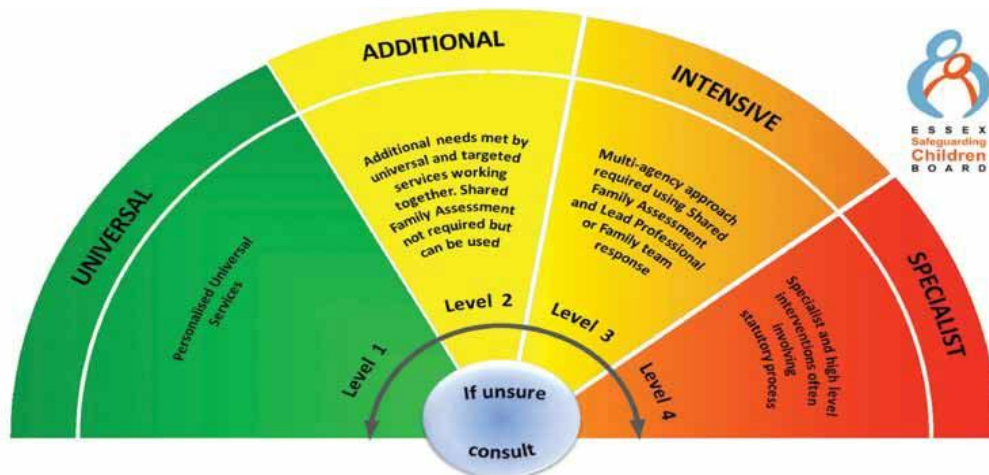 UNIVERSAL
Personalised Universal
Services
Level 1
ADDITIONAL
Additional needs met by
universal and targeted
services working
together. Shared
Family Assessment
not required but
can be used
Level 2
INTENSIVE
Multi-agency approach
required using Shared
Family Assessment
and Lead Professional
or Family team
response
Level 3
SPECIALIST
Specialist and high level
interventions often
involving
statutory process
Level 4
If unsure
consult
ESSEX
Safeguarding
Children
BOARD